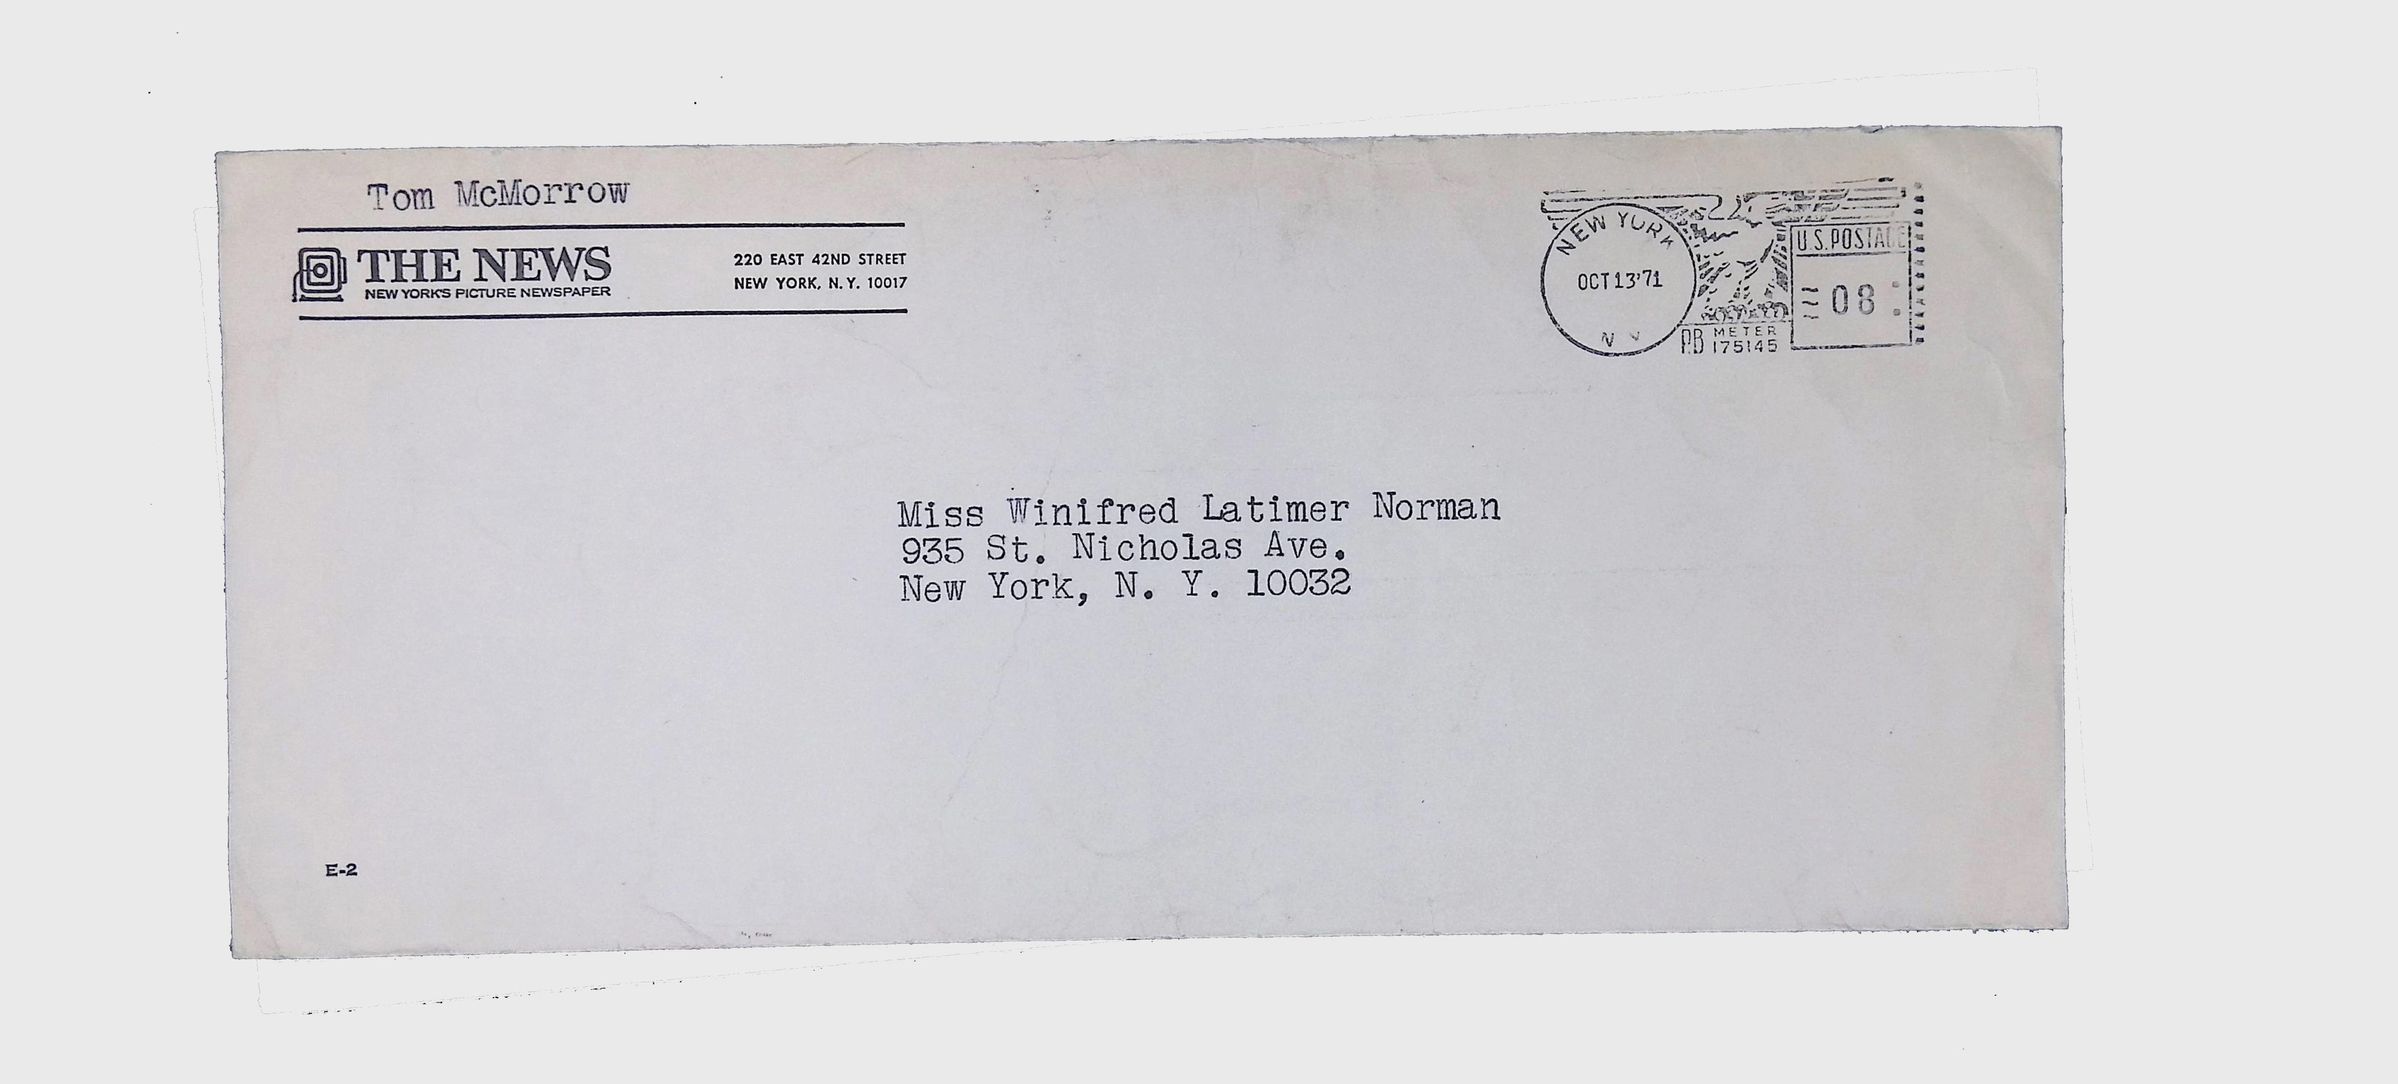 Tom McMorrow
THE NEWS
NEW YORK'S PICTURE NEWSPAPER
220 EAST 42ND STREET
NEW YORK, N.Y. 10017
NEW YORK
OCT 13 '71
N Y
PB METER
175145
U.S. POSTAGE
08
Miss Winifred Latimer Norman
935 St. Nicholas Ave.
New York, N. Y. 10032
E-2